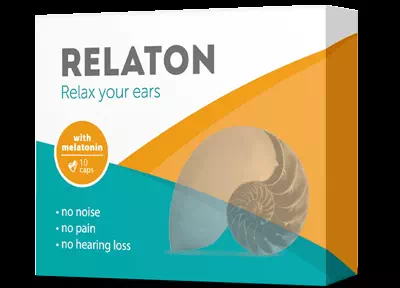 RELATON
Relax your ears
with
melatonin
10
caps
• no noise
• no pain
• no hearing loss